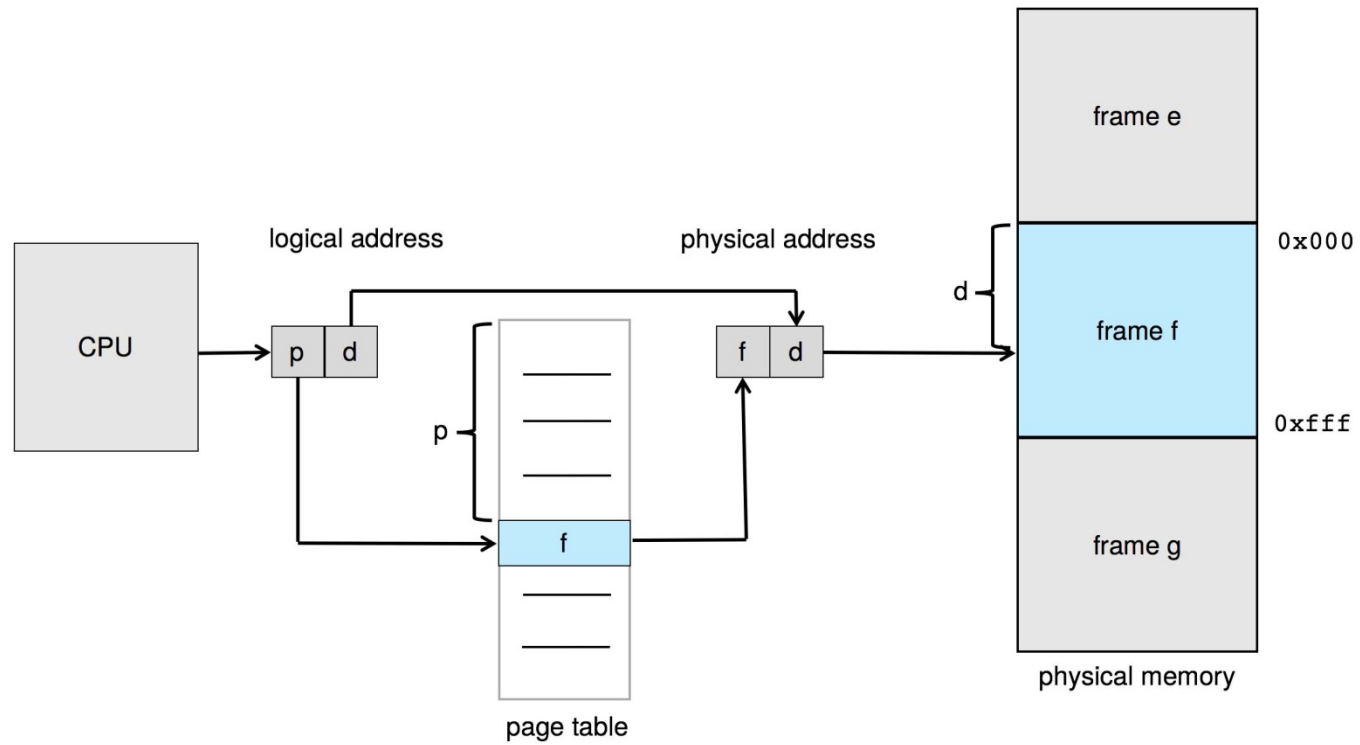 frame e
logical address
physical address
0x000
d
CPU
p d
f d
frame f
p
0xfff
f
frame g
physical memory
page table